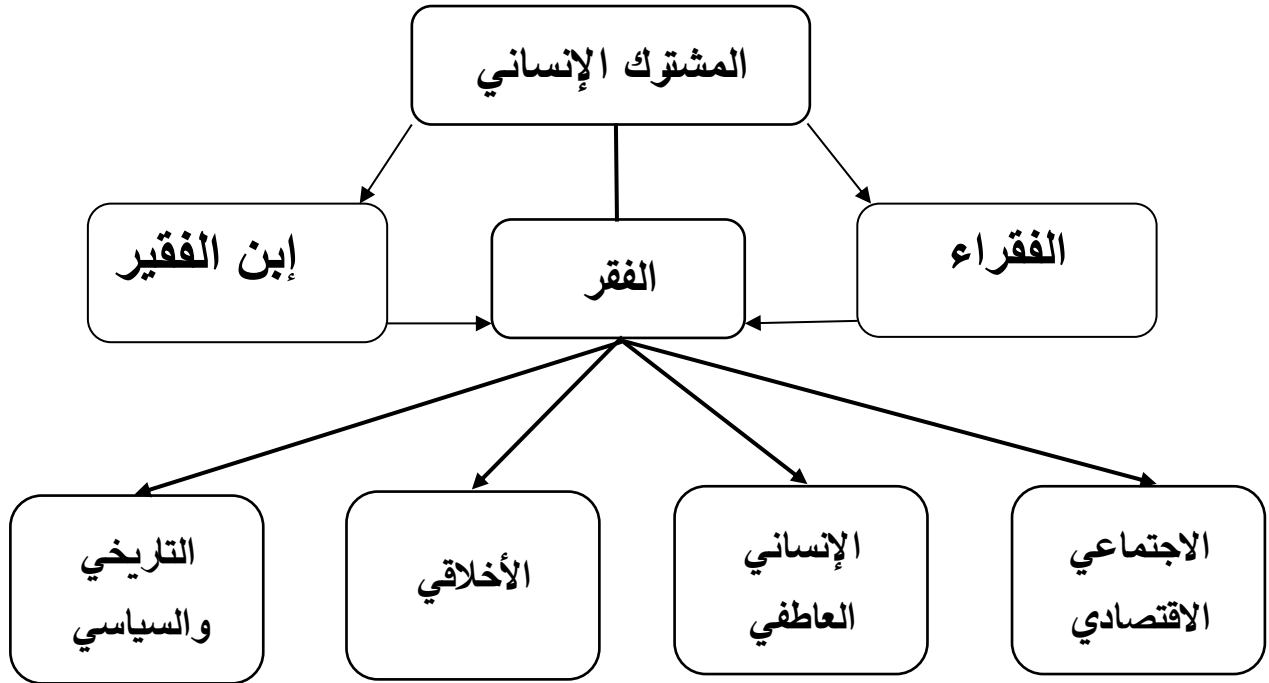 المشترك الإنساني
الفقراء
الفقر
إبن الفقير
الاجتماعي
الاقتصادي
الإنساني
العاطفي
الأخلاقي
التاريخي
والسياسي